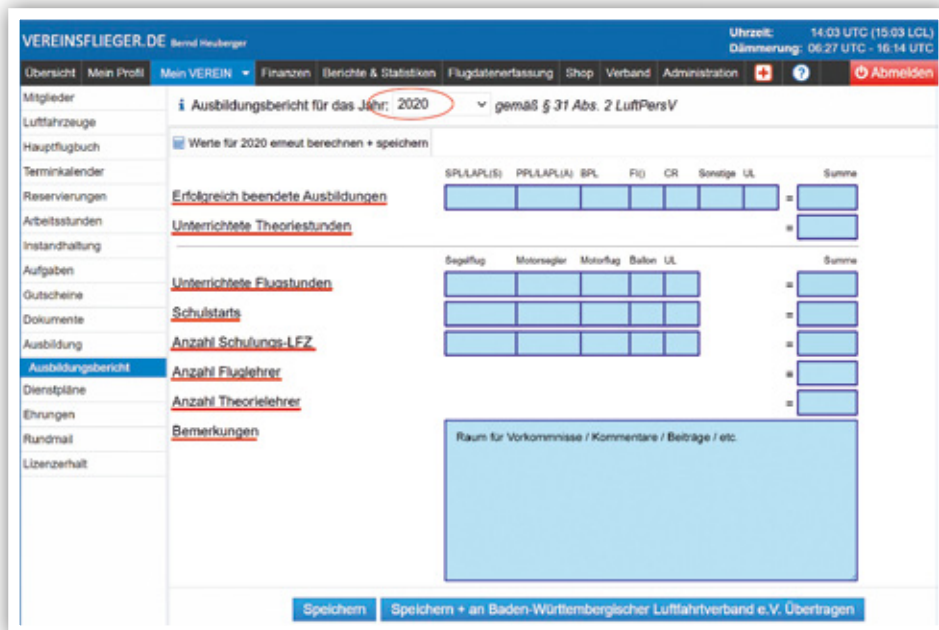 VEREINSFLIEGER.DE Bernd Heuberger
Uhrzeit: 14:03 UTC (15:03 LCL)
Dämmerung: 06:27 UTC - 16:14 UTC
Übersicht Mein Profil Mein VEREIN Finanzen Berichte & Statistiken Flugdatenerfassung Shop Verband Administration Abmelden
Mitglieder
Luftfahrzeuge
Hauptflugbuch
Terminkalender
Reservierungen
Arbeitsstunden
Instandhaltung
Aufgaben
Gutscheine
Dokumente
Ausbildung
Ausbildungsbericht
Dienstpläne
Ehrungen
Rundmail
Lizenzerhalt
i Ausbildungsbericht für das Jahr: 2020 gemäß § 31 Abs. 2 LuftPersV
Werte für 2020 erneut berechnen + speichern
SPL/LAPL(S) PPL/LAPL(A) BPL FI() CR Sonstige UL Summe
Erfolgreich beendete Ausbildungen =
Unterrichtete Theoriestunden =
Segelflug Motorsegler Motorflug Ballon UL Summe
Unterrichtete Flugstunden =
Schulstarts =
Anzahl Schulungs-LFZ =
Anzahl Fluglehrer =
Anzahl Theorielehrer =
Bemerkungen
Raum für Vorkommnisse / Kommentare / Beiträge / etc.
Speichern Speichern + an Baden-Württembergischer Luftfahrtverband e.V. Übertragen